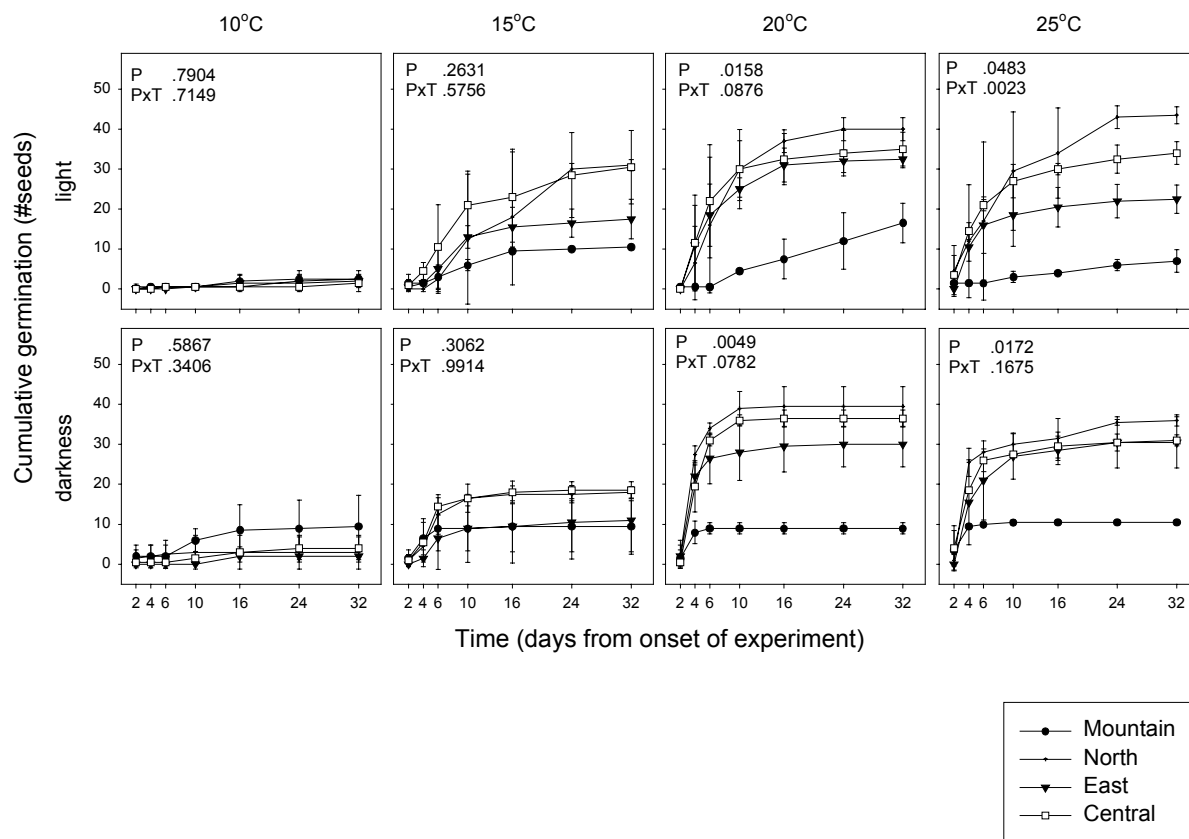 10°C 15°C 20°C 25°C
Cumulative germination (#seeds)
light
darkness
50
40
30
20
10
0
P .7904
PxT .7149
P .2631
PxT .5756
P .0158
PxT .0876
P .0483
PxT .0023
50
40
30
20
10
0
P .5867
PxT .3406
P .3062
PxT .9914
P .0049
PxT .0782
P .0172
PxT .1675
2 4 6 10 16 24 32 2 4 6 10 16 24 32 2 4 6 10 16 24 32 2 4 6 10 16 24 32
Time (days from onset of experiment)
Mountain
North
East
Central